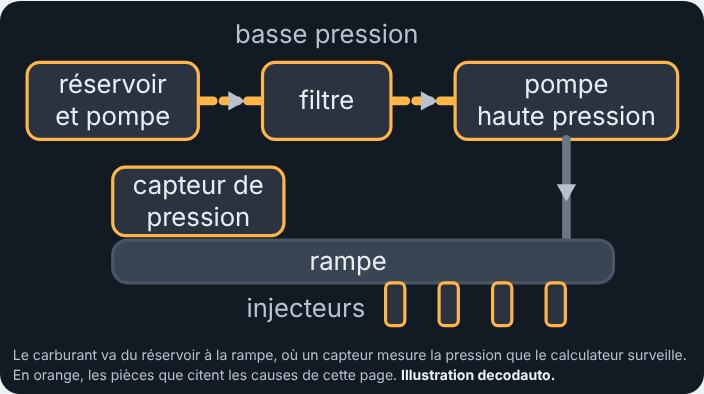 basse pression
réservoir
et pompe
filtre
pompe
haute pression
capteur de
pression
rampe
injecteurs
Le carburant va du réservoir à la rampe, où un capteur mesure la pression que le calculateur surveille.
En orange, les pièces que citent les causes de cette page. Illustration decodauto.